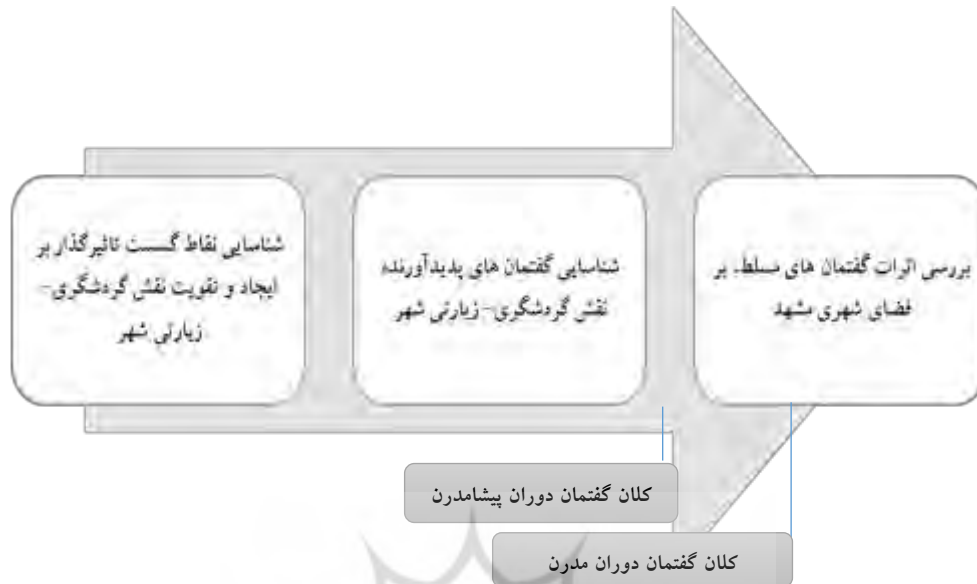 شناسایی نقاط گسست تاثیرگذار بر
ایجاد و تقویت نقش گردشگری-
زیارتی شهر
شناسایی گفتمان های پدیدآورنده
نقش گردشگری- زیارتی شهر
بررسی اثرات گفتمان های مسلط بر
فضای شهری مشهد
کلان گفتمان دوران پیشامدرن
کلان گفتمان دوران مدرن